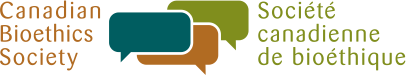 Canadian
Bioethics
Society
Société
canadienne
de bioéthique